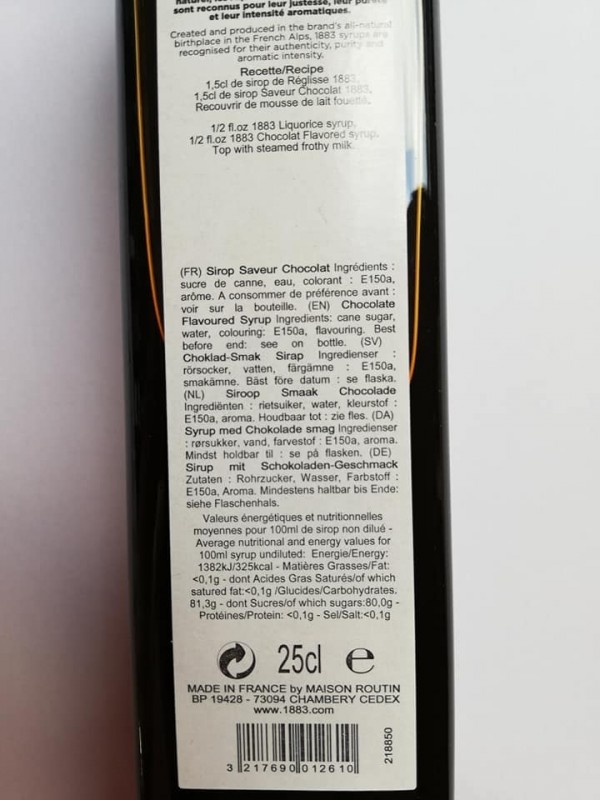 sont reconnus pour leur justesse, leur pureté
et leur intensité aromatiques.
Created and produced in the brand's all-natural
birthplace in the French Alps, 1883 syrups are
recognised for their authenticity, purity and
aromatic intensity.
Recette/Recipe
1,5cl de sirop de Réglisse 1883,
1,5cl de sirop Saveur Chocolat 1883,
Recouvrir de mousse de lait fouetté.
1/2 fl.oz 1883 Liquorice syrup,
1/2 fl.oz 1883 Chocolat Flavored syrup,
Top with steamed frothy milk.
(FR) Sirop Saveur Chocolat Ingrédients :
sucre de canne, eau, colorant : E150a,
arôme. A consommer de préférence avant :
voir sur la bouteille. (EN) Chocolate
Flavoured Syrup Ingredients: cane sugar,
water, colouring: E150a, flavouring. Best
before end: see on bottle. (SV)
Choklad-Smak Sirap Ingredienser :
rörsocker, vatten, färgämne : E150a,
smakämne. Bäst före datum : se flaska.
(NL) Siroop Smaak Chocolade
Ingrediënten : rietsuiker, water, kleurstof :
E150a, aroma. Houdbaar tot : zie fles. (DA)
Syrup med Chokolade smag Ingredienser
: rørsukker, vand, farvestof : E150a, aroma.
Mindst holdbar til : se på flasken. (DE)
Sirup mit Schokoladen-Geschmack
Zutaten : Rohrzucker, Wasser, Farbstoff :
E150a, Aroma. Mindestens haltbar bis Ende:
siehe Flaschenhals.
Valeurs énergétiques et nutritionnelles
moyennes pour 100ml de sirop non dilué -
Average nutritional and energy values for
100ml syrup undiluted: Energie/Energy:
1382kJ/325kcal - Matières Grasses/Fat:
<0,1g - dont Acides Gras Saturés/of which
satured fat:<0,1g /Glucides/Carbohydrates.
81,3g - dont Sucres/of which sugars:80,0g -
Protéines/Protein: <0,1g - Sel/Salt:<0,1g
25cl e
MADE IN FRANCE by MAISON ROUTIN
BP 19428 - 73094 CHAMBERY CEDEX
www.1883.com
218850
3 217690 012610